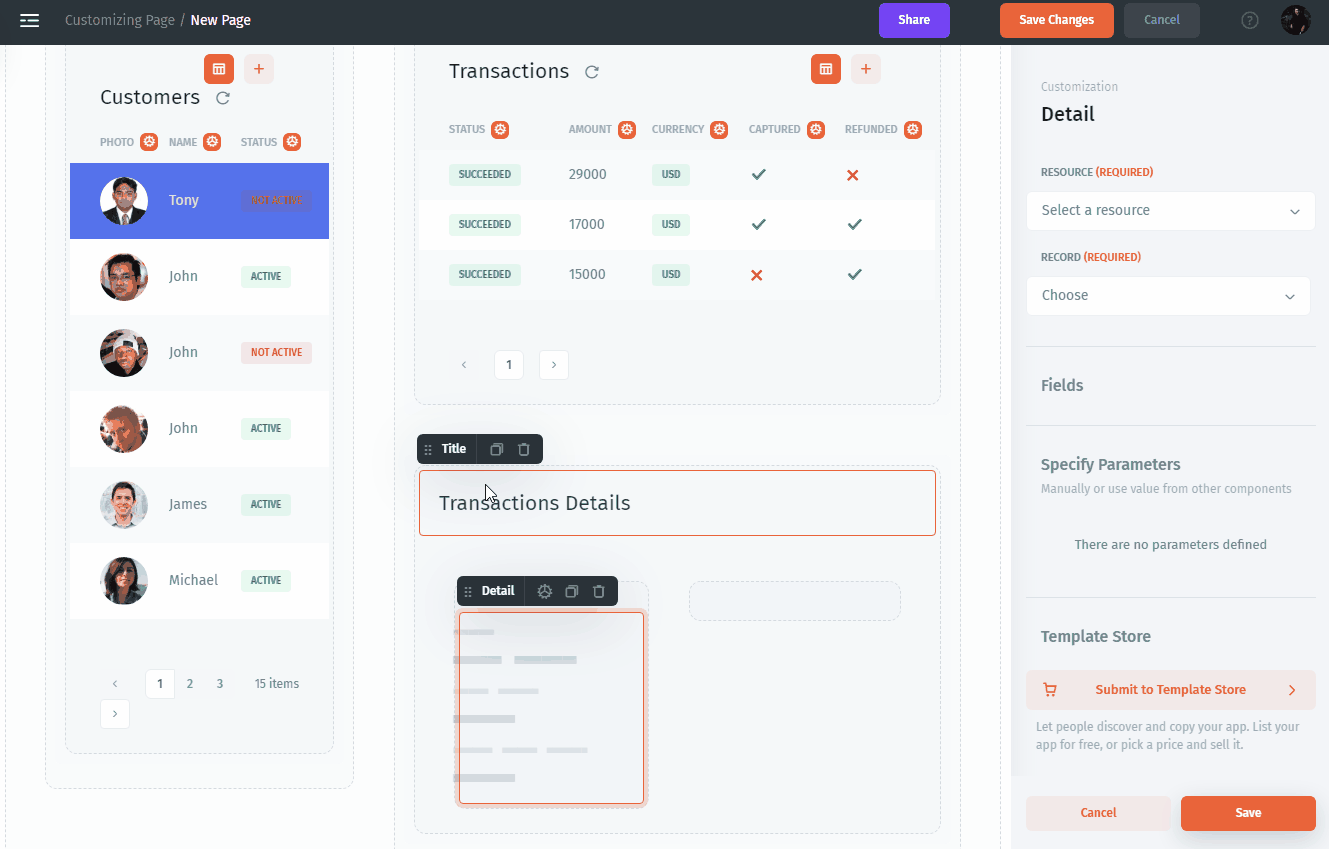 Customizing Page / New Page
Share
Save Changes
Cancel
?
Customers
PHOTO NAME STATUS
Tony NOT ACTIVE
John ACTIVE
John NOT ACTIVE
John ACTIVE
James ACTIVE
Michael ACTIVE
1 2 3 15 items
Transactions
STATUS AMOUNT CURRENCY CAPTURED REFUNDED
SUCCEEDED 29000 USD
SUCCEEDED 17000 USD
SUCCEEDED 15000 USD
1
Title
Transactions Details
Detail
Customization
Detail
RESOURCE (REQUIRED)
Select a resource
RECORD (REQUIRED)
Choose
Fields
Specify Parameters
Manually or use value from other components
There are no parameters defined
Template Store
Submit to Template Store
Let people discover and copy your app. List your
app for free, or pick a price and sell it.
Cancel
Save